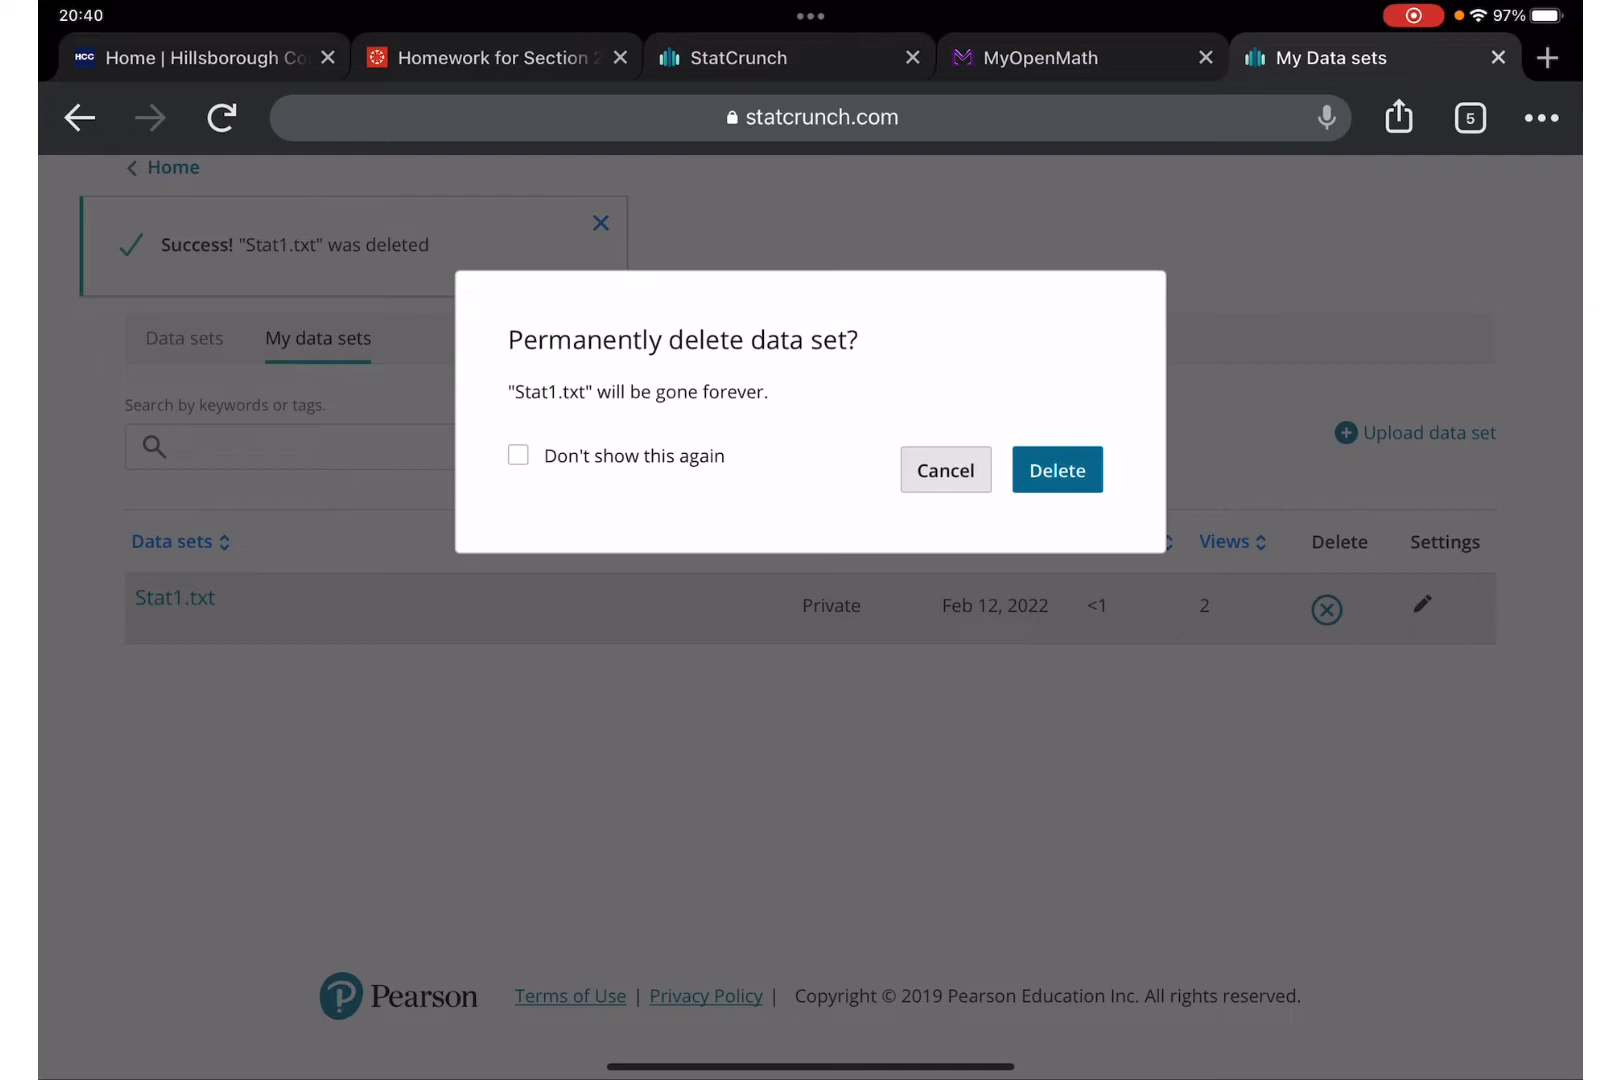 20:40
97%
HCC Home | Hillsborough Co
Homework for Section 2
StatCrunch
MyOpenMath
My Data sets
statcrunch.com
5
Home
Success! "Stat1.txt" was deleted
Permanently delete data set?
"Stat1.txt" will be gone forever.
Don't show this again
Cancel
Delete
Data sets
My data sets
Search by keywords or tags.
Upload data set
Data sets
Views
Delete
Settings
Stat1.txt
Private
Feb 12, 2022
<1
2
Pearson
Terms of Use | Privacy Policy | Copyright © 2019 Pearson Education Inc. All rights reserved.